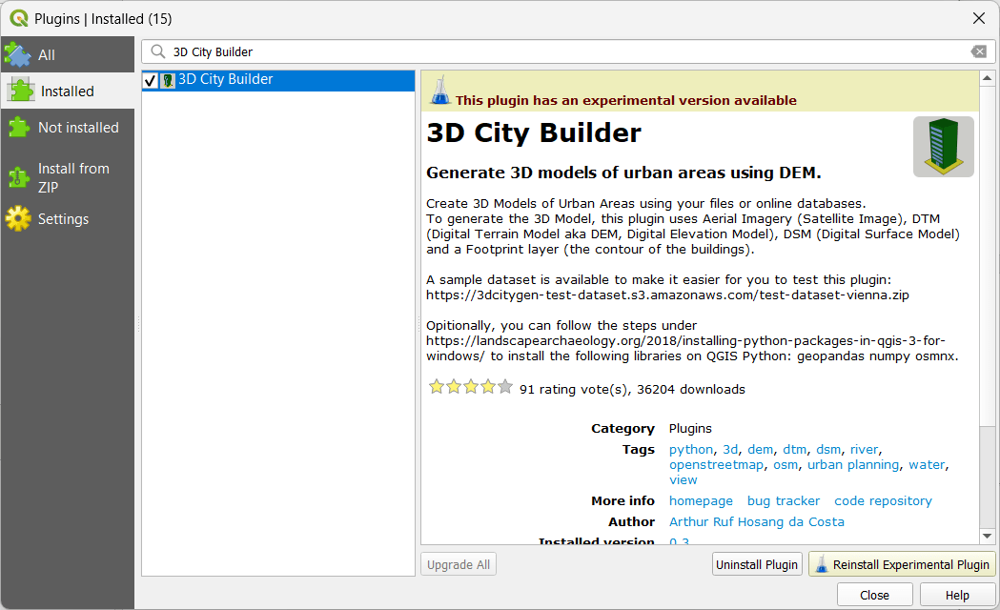 Plugins | Installed (15)
3D City Builder
All
Installed
Not installed
Install from
ZIP
Settings
3D City Builder
This plugin has an experimental version available
3D City Builder
Generate 3D models of urban areas using DEM.
Create 3D Models of Urban Areas using your files or online databases.
To generate the 3D Model, this plugin uses Aerial Imagery (Satellite Image), DTM
(Digital Terrain Model aka DEM, Digital Elevation Model), DSM (Digital Surface Model)
and a Footprint layer (the contour of the buildings).
A sample dataset is available to make it easier for you to test this plugin:
https://3dcitygen-test-dataset.s3.amazonaws.com/test-dataset-vienna.zip
Opitionally, you can follow the steps under
https://landscapearchaeology.org/2018/installing-python-packages-in-qgis-3-for-
windows/ to install the following libraries on QGIS Python: geopandas numpy osmnx.
91 rating vote(s), 36204 downloads
Category Plugins
Tags python, 3d, dem, dtm, dsm, river,
openstreetmap, osm, urban planning, water,
view
More info homepage bug tracker code repository
Author Arthur Ruf Hosang da Costa
Installed version 0.3
Upgrade All
Uninstall Plugin
Reinstall Experimental Plugin
Close
Help